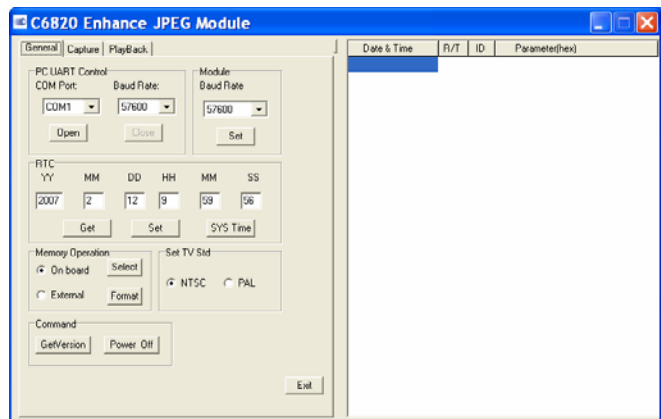 C6820 Enhance JPEG Module
General Capture PlayBack
Date & Time R/T ID Parameter(hex)
PC UART Control Module
COM Port: Baud Rate: Baud Rate
COM1 57600 57600
Open Close Set
RTC
YY MM DD HH MM SS
2007 2 12 9 59 56
Get Set SYS Time
Memory Operation Set TV Std
On board Select
NTSC PAL
External Format
Command
GetVersion Power Off
Exit